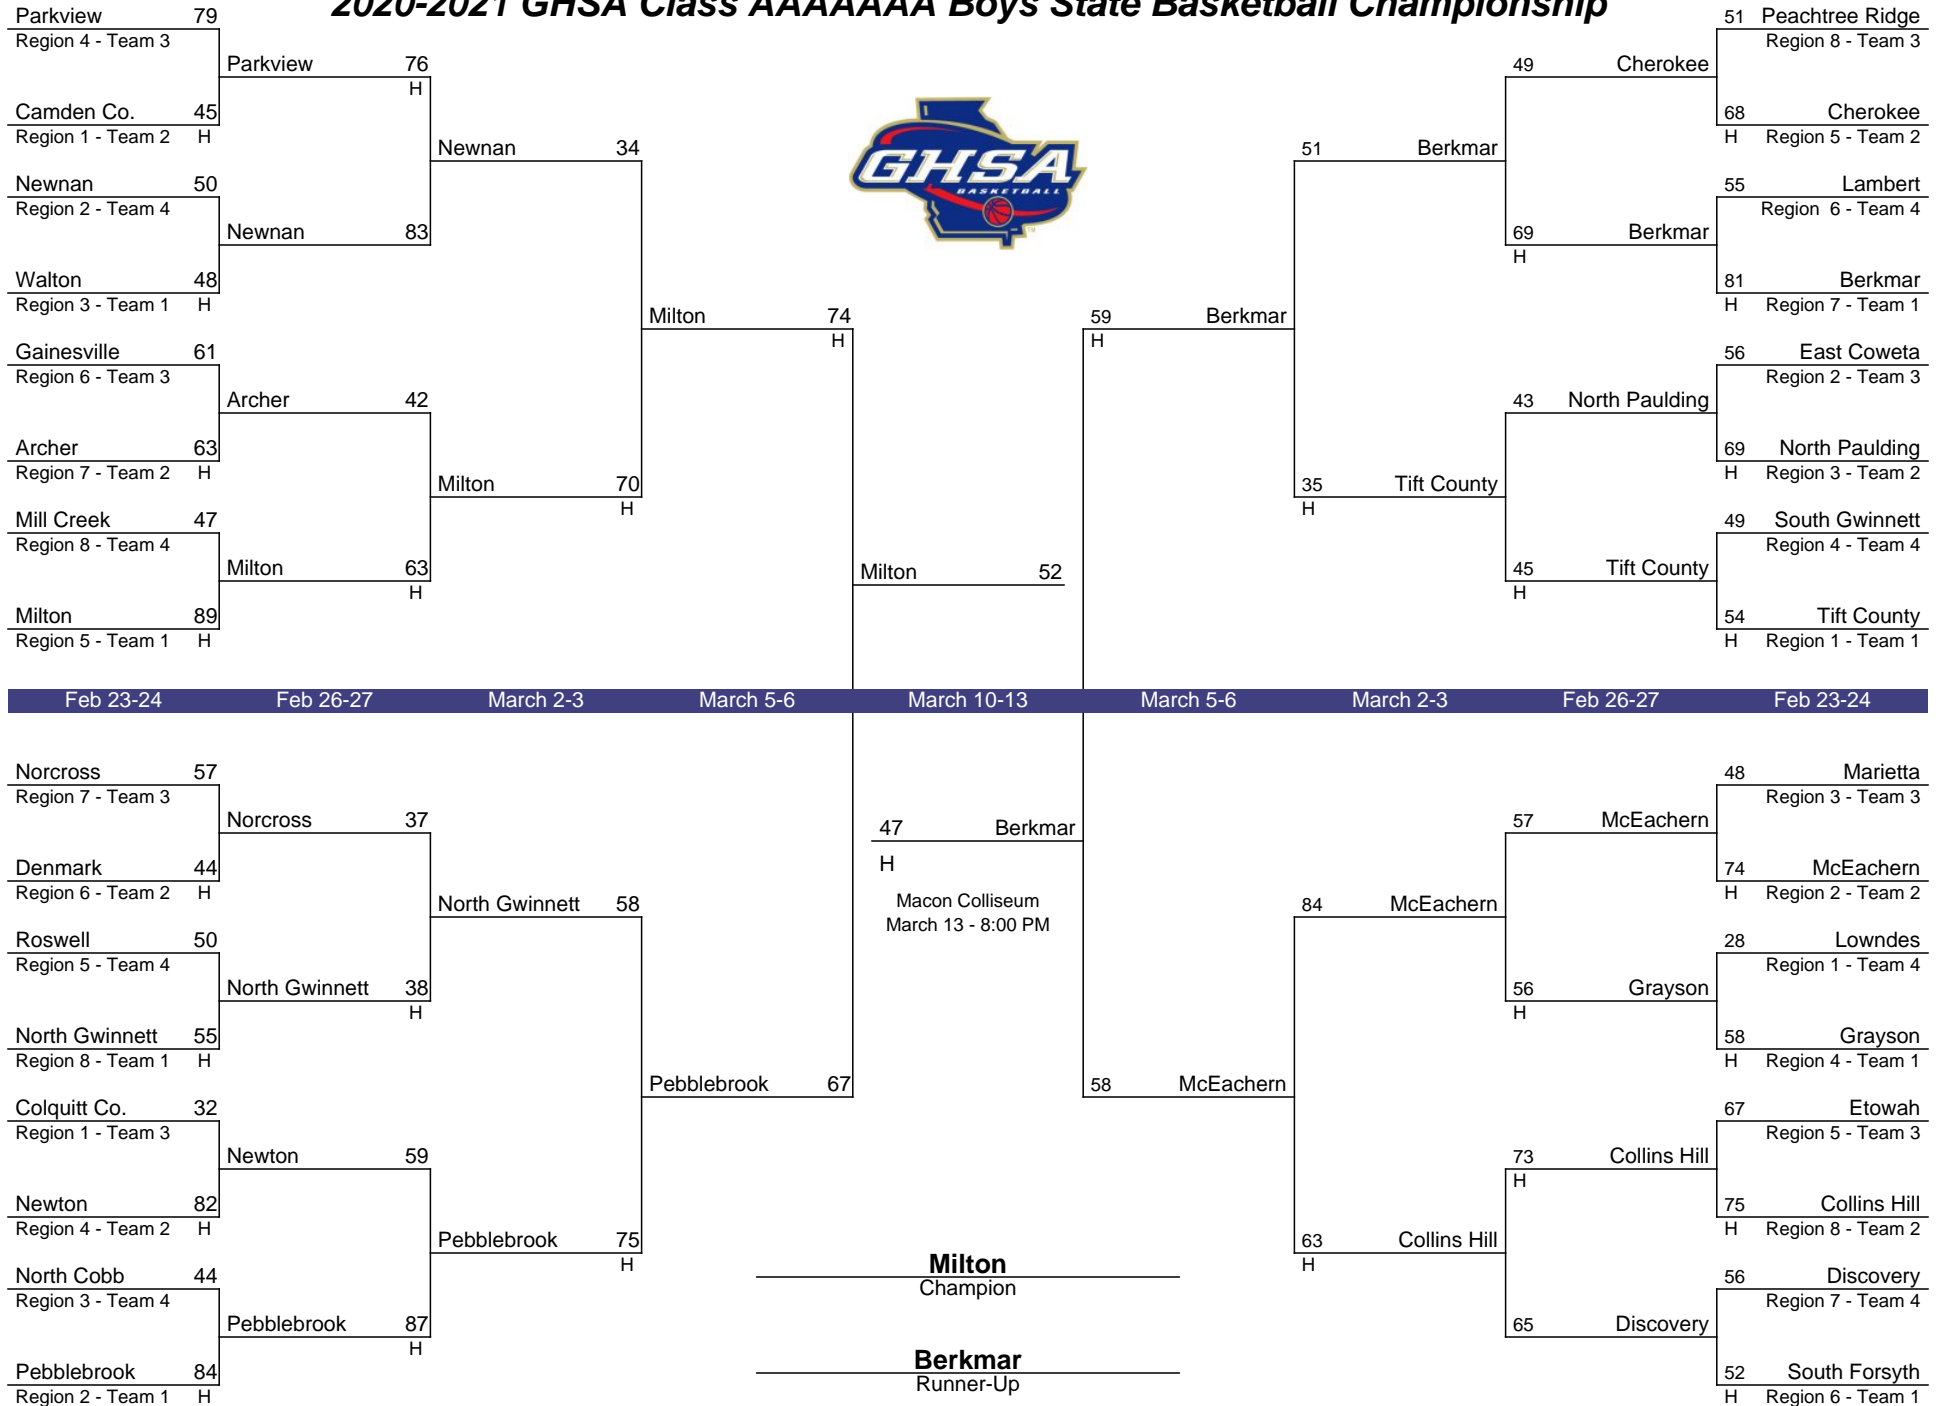 2020-2021 GHSA Class AAAAAAA Boys State Basketball Championship
Parkview 79
Region 4 - Team 3
Parkview 76
H
Camden Co. 45
Region 1 - Team 2 H
Newnan 34
Newnan 50
Region 2 - Team 4
Newnan 83
Walton 48
Region 3 - Team 1 H
Milton 74
H
Gainesville 61
Region 6 - Team 3
Archer 42
Archer 63
Region 7 - Team 2 H
Milton 70
H
Mill Creek 47
Region 8 - Team 4
Milton 63
H
Milton 89
Region 5 - Team 1 H
GHSA
BASKETBALL
TM
Milton 52
51 Peachtree Ridge
Region 8 - Team 3
49 Cherokee
68 Cherokee
H Region 5 - Team 2
51 Berkmar
55 Lambert
Region 6 - Team 4
69 Berkmar
H
81 Berkmar
H Region 7 - Team 1
59 Berkmar
H
56 East Coweta
Region 2 - Team 3
43 North Paulding
69 North Paulding
H Region 3 - Team 2
35 Tift County
H
49 South Gwinnett
Region 4 - Team 4
45 Tift County
H
54 Tift County
H Region 1 - Team 1
Feb 23-24 Feb 26-27 March 2-3 March 5-6 March 10-13 March 5-6 March 2-3 Feb 26-27 Feb 23-24
Norcross 57
Region 7 - Team 3
Norcross 37
Denmark 44
Region 6 - Team 2 H
North Gwinnett 58
Roswell 50
Region 5 - Team 4
North Gwinnett 38
H
North Gwinnett 55
Region 8 - Team 1 H
Pebblebrook 67
Colquitt Co. 32
Region 1 - Team 3
Newton 59
Newton 82
Region 4 - Team 2 H
Pebblebrook 75
H
North Cobb 44
Region 3 - Team 4
Pebblebrook 87
H
Pebblebrook 84
Region 2 - Team 1 H
47 Berkmar
H
Macon Colliseum
March 13 - 8:00 PM
Milton
Champion
Berkmar
Runner-Up
48 Marietta
Region 3 - Team 3
57 McEachern
74 McEachern
H Region 2 - Team 2
84 McEachern
28 Lowndes
Region 1 - Team 4
56 Grayson
H
58 Grayson
H Region 4 - Team 1
58 McEachern
67 Etowah
Region 5 - Team 3
73 Collins Hill
H
75 Collins Hill
H Region 8 - Team 2
63 Collins Hill
H
56 Discovery
Region 7 - Team 4
65 Discovery
52 South Forsyth
H Region 6 - Team 1